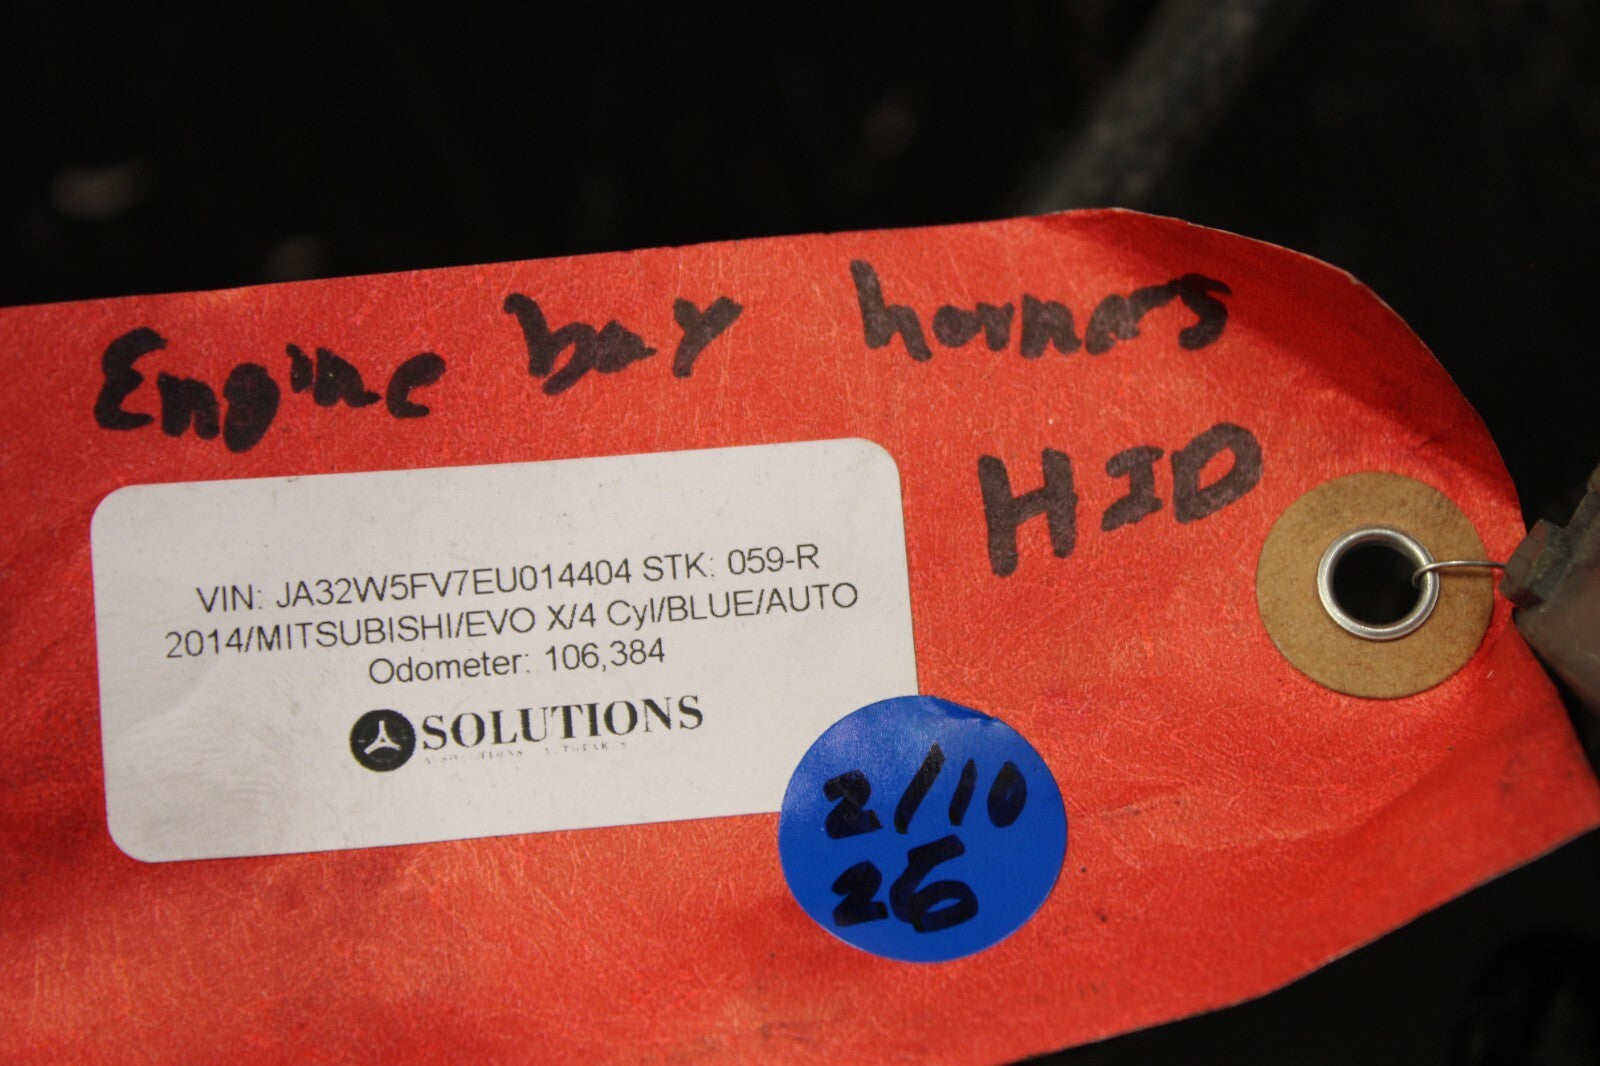 Engine bay hornes
HID
VIN: JA32W5FV7EU014404 STK: 059-R
2014/MITSUBISHI/EVO X/4 Cyl/BLUE/AUTO
Odometer: 106,384
SOLUTIONS
2/10
26